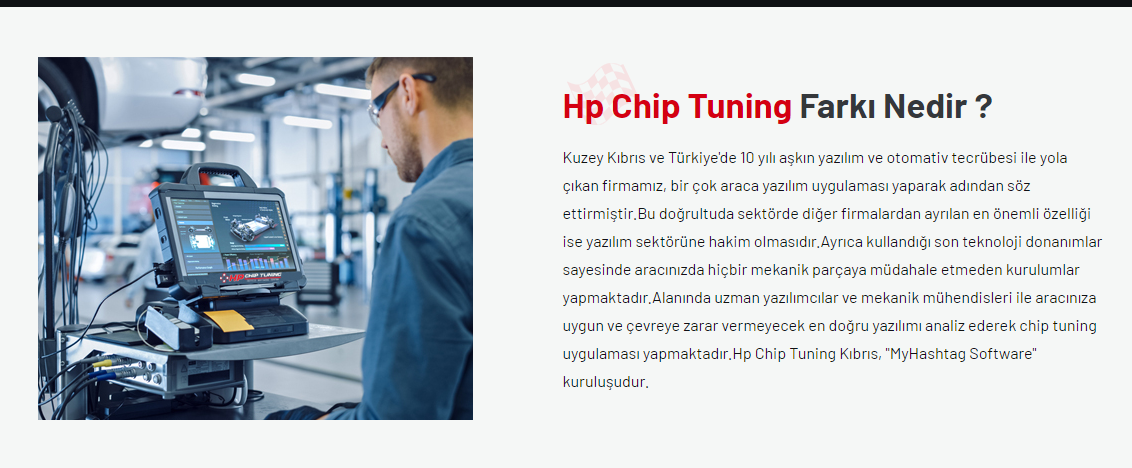 Hp Chip Tuning Farkı Nedir ?
Kuzey Kıbrıs ve Türkiye'de 10 yılı aşkın yazılım ve otomativ tecrübesi ile yola
çıkan firmamız, bir çok araca yazılım uygulaması yaparak adından söz
ettirmiştir.Bu doğrultuda sektörde diğer firmalardan ayrılan en önemli özelliği
ise yazılım sektörüne hakim olmasıdır.Ayrıca kullandığı son teknoloji donanımlar
sayesinde aracınızda hiçbir mekanik parçaya müdahale etmeden kurulumlar
yapmaktadır.Alanında uzman yazılımcılar ve mekanik mühendisleri ile aracınıza
uygun ve çevreye zarar vermeyecek en doğru yazılımı analiz ederek chip tuning
uygulaması yapmaktadır.Hp Chip Tuning Kıbrıs, "MyHashtag Software"
kuruluşudur.
HP CHIP TUNING